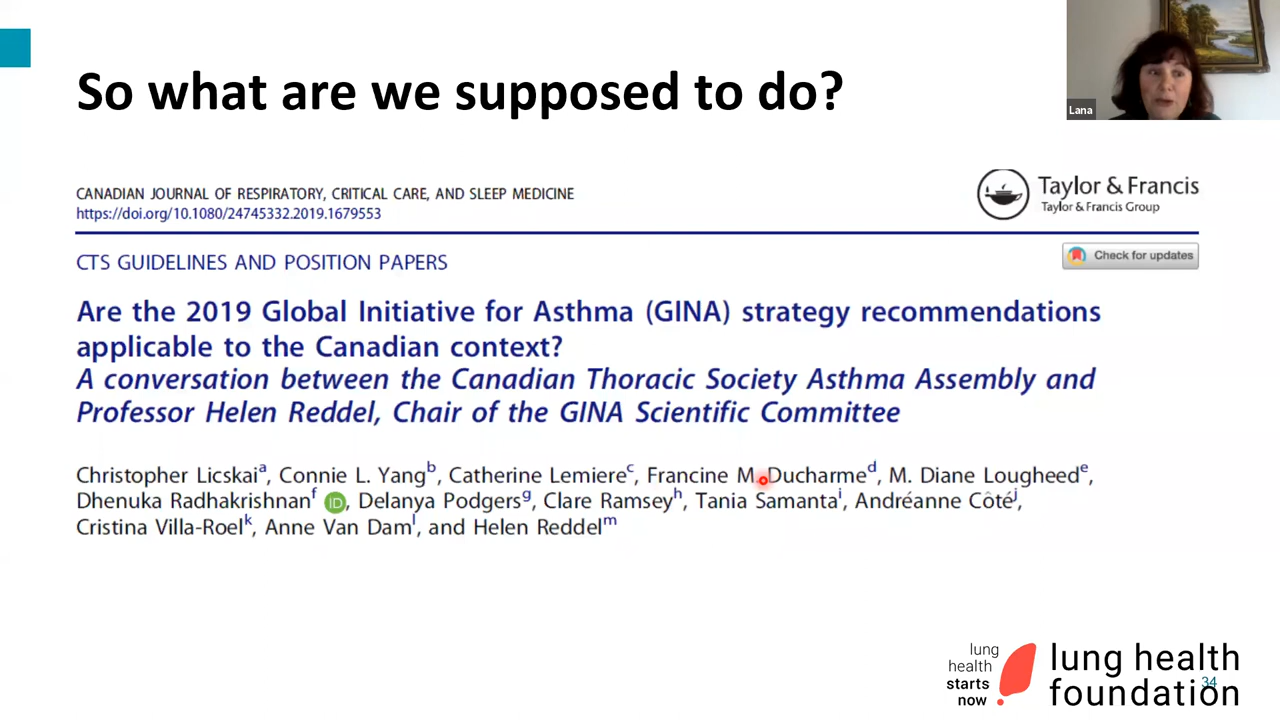 So what are we supposed to do?
Lana
CANADIAN JOURNAL OF RESPIRATORY, CRITICAL CARE, AND SLEEP MEDICINE
https://doi.org/10.1080/24745332.2019.1679553
Taylor & Francis
Taylor & Francis Group
CTS GUIDELINES AND POSITION PAPERS
Check for updates
Are the 2019 Global Initiative for Asthma (GINA) strategy recommendations
applicable to the Canadian context?
A conversation between the Canadian Thoracic Society Asthma Assembly and
Professor Helen Reddel, Chair of the GINA Scientific Committee
Christopher Licskaiᵃ, Connie L. Yangᵇ, Catherine Lemiereᶜ, Francine M. Ducharmeᵈ, M. Diane Lougheedᵉ,
Dhenuka Radhakrishnanᶠ iD, Delanya Podgersᵍ, Clare Ramseyʰ, Tania Samantaⁱ, Andréanne Côtéʲ,
Cristina Villa-Roelᵏ, Anne Van Damˡ, and Helen Reddelᵐ
lung
health
starts
now
lung health
foundation
34